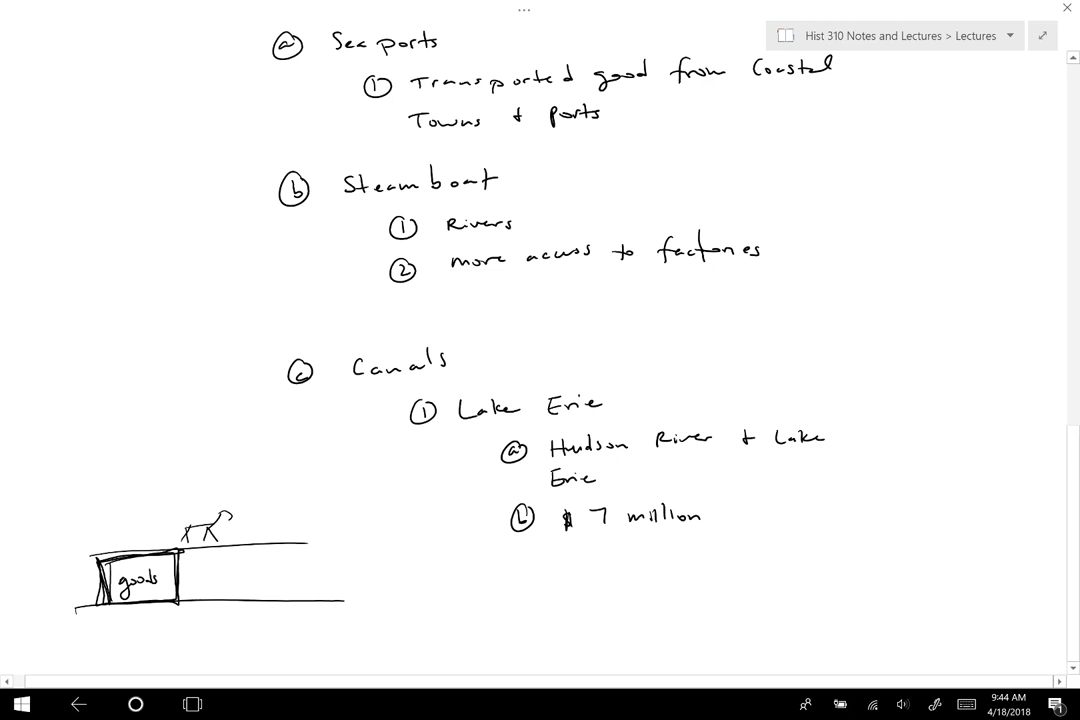 ...
Hist 310 Notes and Lectures > Lectures
ⓐ Sea ports
① Transported good from Coastal
Towns + ports
ⓑ Steamboat
① Rivers
② more access to factories
ⓒ Canals
① Lake Erie
ⓐ Hudson River + Lake
Erie
ⓑ $ 7 million
goods
9:44 AM
4/18/2018
1